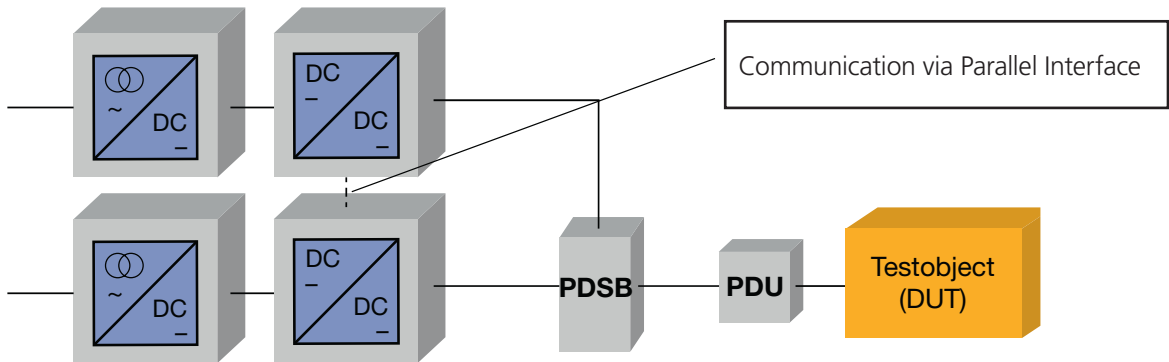 ~
DC
DC
DC
Communication via Parallel Interface
~
DC
DC
DC
PDSB
PDU
Testobject
(DUT)